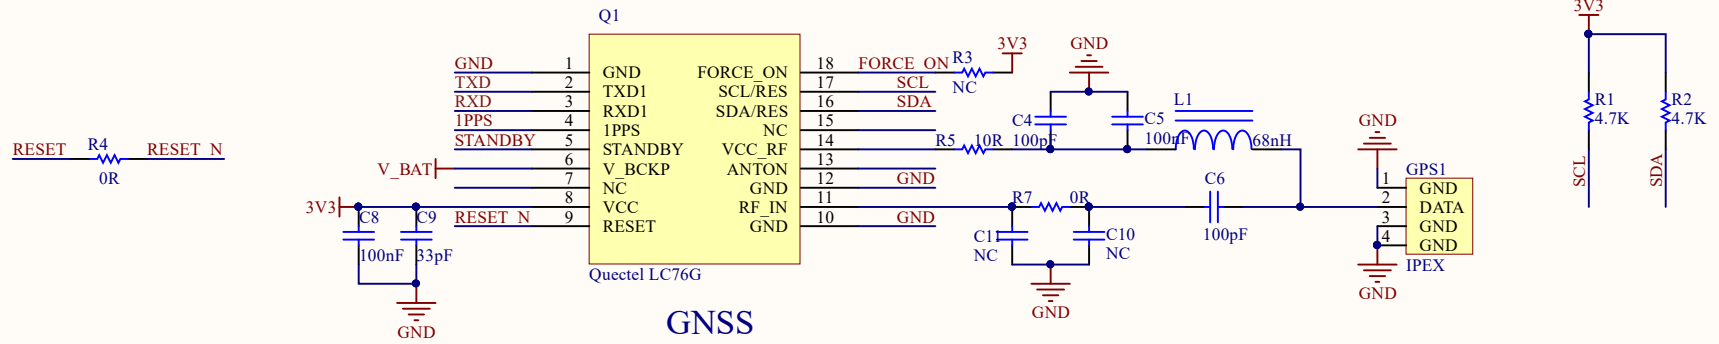 Q1
3V3
GND
3V3
GND
TXD
RXD
1PPS
STANDBY
V_BAT
3V3
RESET_N
1
2
3
4
5
6
7
8
9
GND
TXD1
RXD1
1PPS
STANDBY
V_BCKP
NC
VCC
RESET
FORCE_ON
SCL/RES
SDA/RES
NC
VCC_RF
ANTON
GND
RF_IN
GND
18
17
16
15
14
13
12
11
10
FORCE_ON
SCL
SDA
GND
GND
R3
NC
C4
100pF
C5
100nF
L1
68nH
R5
10R
R7
0R
C6
100pF
C11
NC
C10
NC
GND
GND
GPS1
1
2
3
4
GND
DATA
GND
GND
IPEX
GND
3V3
R1
4.7K
R2
4.7K
SCL
SDA
RESET
R4
0R
RESET_N
C8
100nF
C9
33pF
GND
Quectel LC76G
GNSS